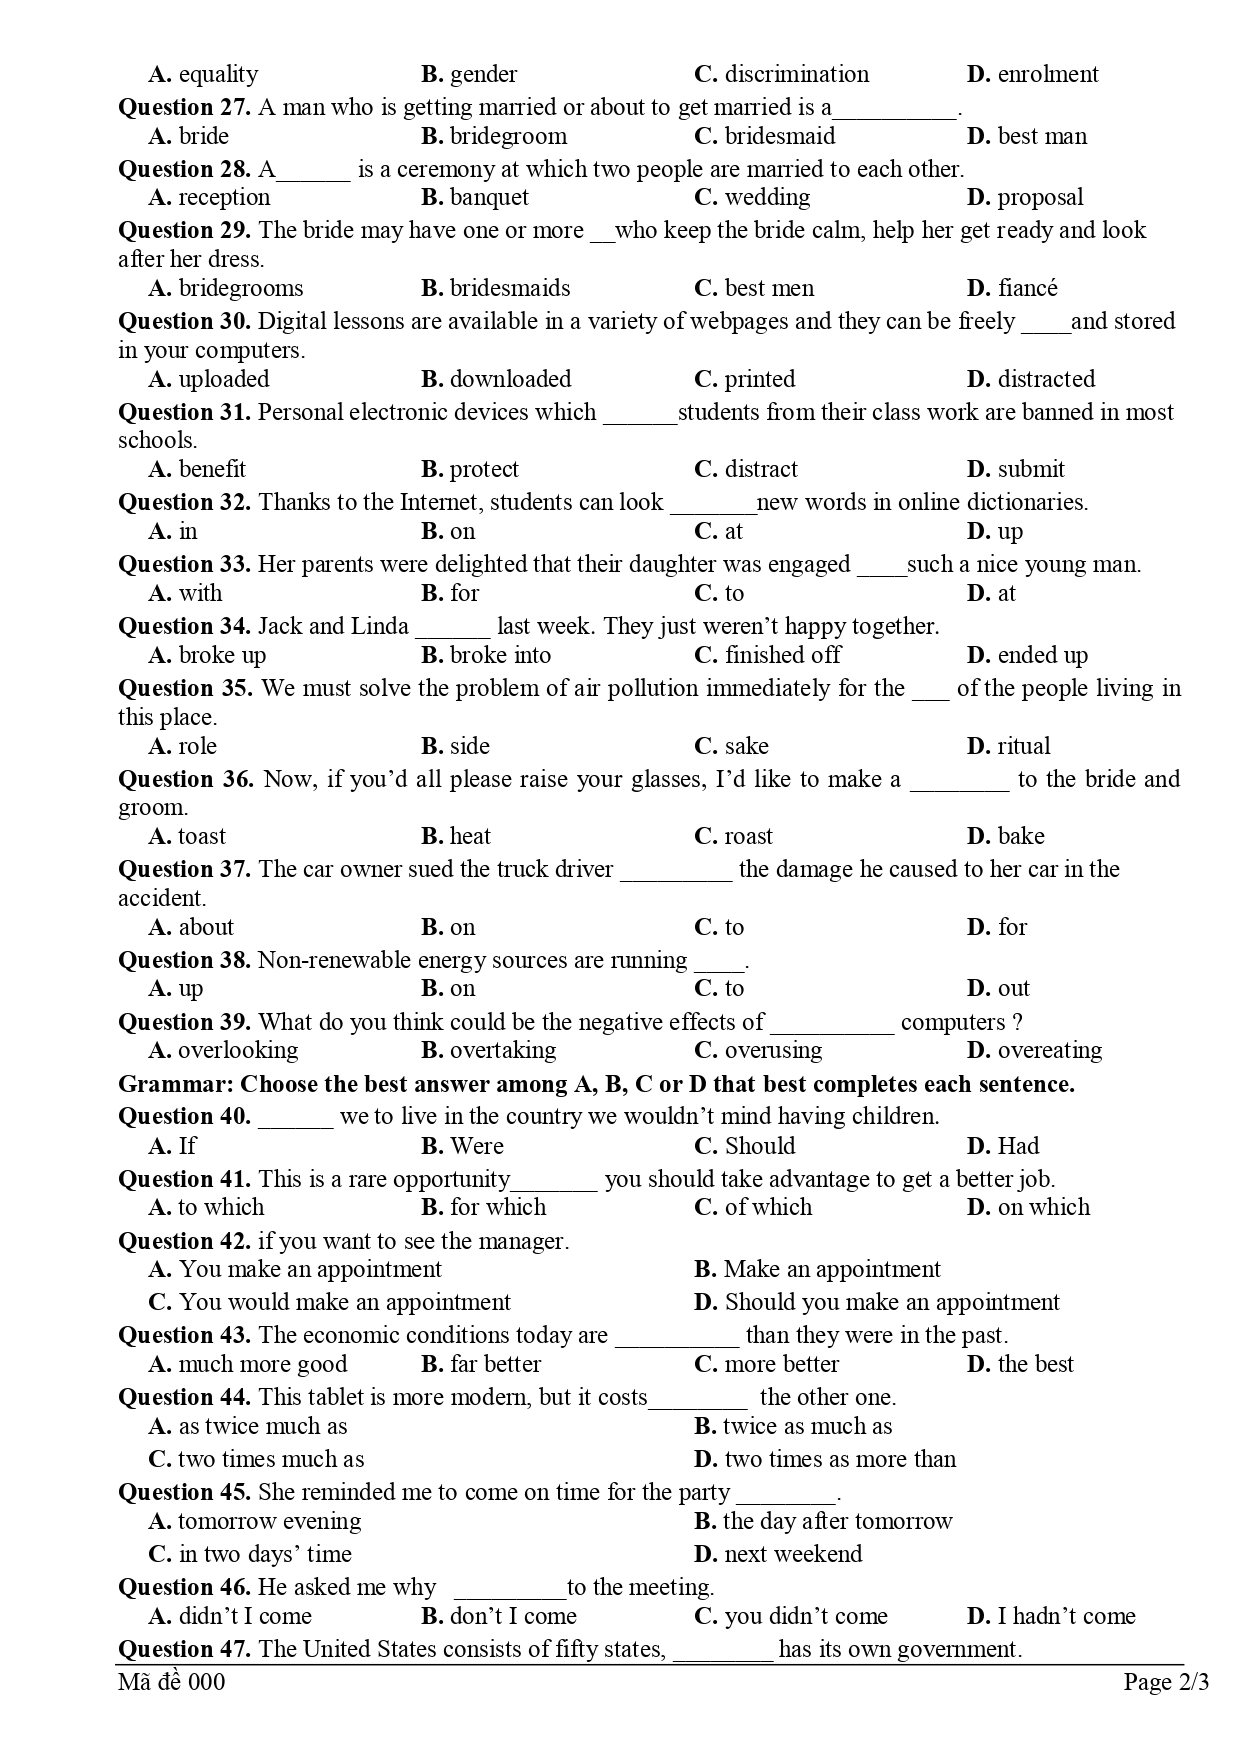 A. equality B. gender C. discrimination D. enrolment
Question 27. A man who is getting married or about to get married is a__________.
A. bride B. bridegroom C. bridesmaid D. best man
Question 28. A______ is a ceremony at which two people are married to each other.
A. reception B. banquet C. wedding D. proposal
Question 29. The bride may have one or more __who keep the bride calm, help her get ready and look
after her dress.
A. bridegrooms B. bridesmaids C. best men D. fiancé
Question 30. Digital lessons are available in a variety of webpages and they can be freely ____and stored
in your computers.
A. uploaded B. downloaded C. printed D. distracted
Question 31. Personal electronic devices which ______students from their class work are banned in most
schools.
A. benefit B. protect C. distract D. submit
Question 32. Thanks to the Internet, students can look _______new words in online dictionaries.
A. in B. on C. at D. up
Question 33. Her parents were delighted that their daughter was engaged ____such a nice young man.
A. with B. for C. to D. at
Question 34. Jack and Linda ______ last week. They just weren’t happy together.
A. broke up B. broke into C. finished off D. ended up
Question 35. We must solve the problem of air pollution immediately for the ___ of the people living in
this place.
A. role B. side C. sake D. ritual
Question 36. Now, if you’d all please raise your glasses, I’d like to make a ________ to the bride and
groom.
A. toast B. heat C. roast D. bake
Question 37. The car owner sued the truck driver _________ the damage he caused to her car in the
accident.
A. about B. on C. to D. for
Question 38. Non-renewable energy sources are running ____.
A. up B. on C. to D. out
Question 39. What do you think could be the negative effects of __________ computers ?
A. overlooking B. overtaking C. overusing D. overeating
Grammar: Choose the best answer among A, B, C or D that best completes each sentence.
Question 40. ______ we to live in the country we wouldn’t mind having children.
A. If B. Were C. Should D. Had
Question 41. This is a rare opportunity_______ you should take advantage to get a better job.
A. to which B. for which C. of which D. on which
Question 42. if you want to see the manager.
A. You make an appointment B. Make an appointment
C. You would make an appointment D. Should you make an appointment
Question 43. The economic conditions today are __________ than they were in the past.
A. much more good B. far better C. more better D. the best
Question 44. This tablet is more modern, but it costs________ the other one.
A. as twice much as B. twice as much as
C. two times much as D. two times as more than
Question 45. She reminded me to come on time for the party ________.
A. tomorrow evening B. the day after tomorrow
C. in two days’ time D. next weekend
Question 46. He asked me why _________to the meeting.
A. didn’t I come B. don’t I come C. you didn’t come D. I hadn’t come
Question 47. The United States consists of fifty states, ________ has its own government.
Mã đề 000 Page 2/3